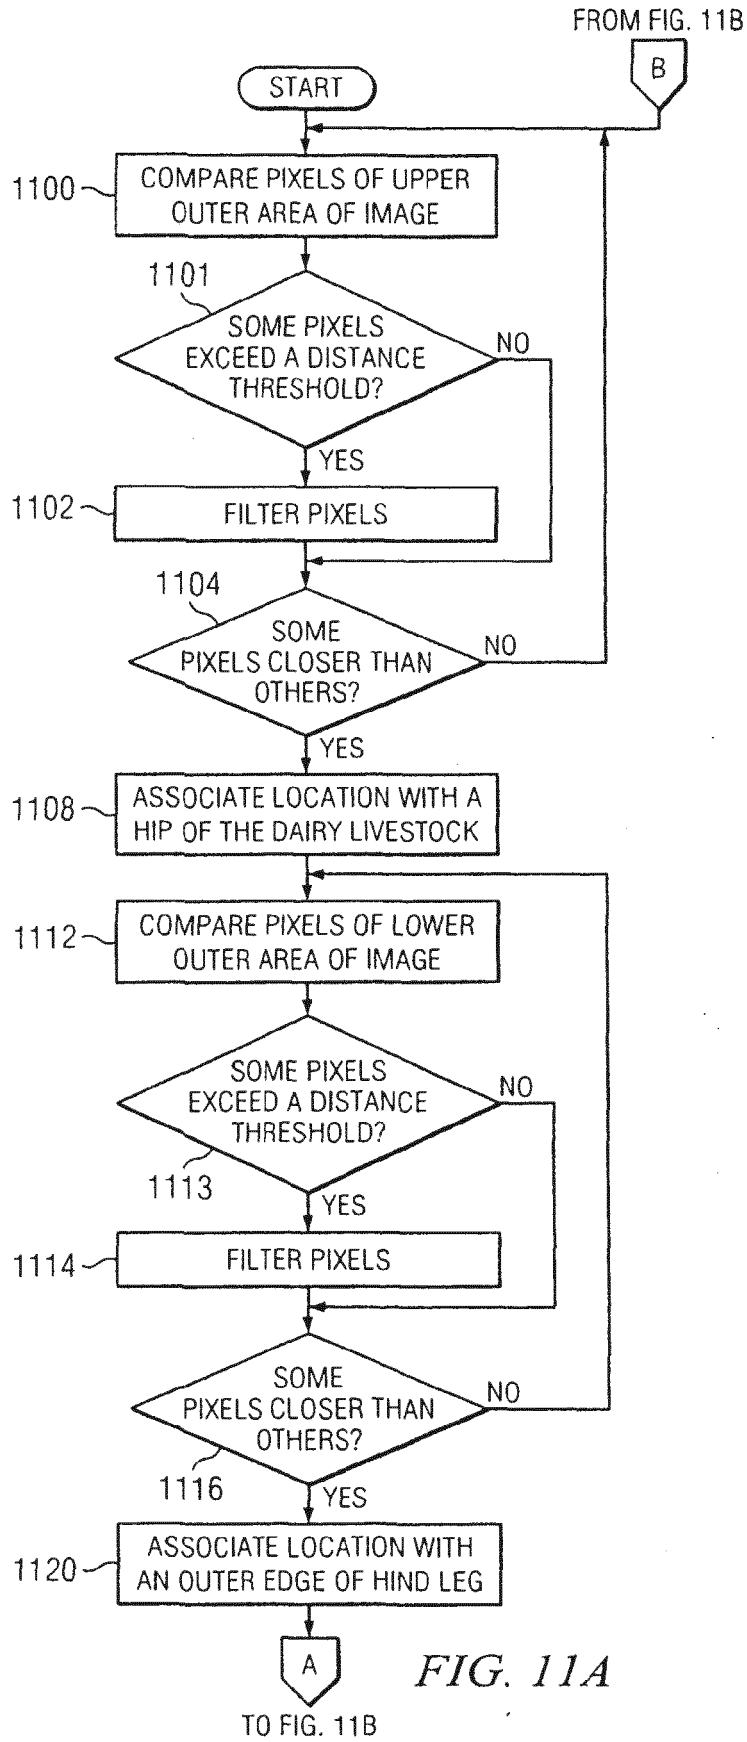 FROM FIG. 11B
B
START
1100
COMPARE PIXELS OF UPPER
OUTER AREA OF IMAGE
1101
SOME PIXELS
EXCEED A DISTANCE
THRESHOLD?
NO
YES
1102
FILTER PIXELS
1104
SOME
PIXELS CLOSER THAN
OTHERS?
NO
YES
1108
ASSOCIATE LOCATION WITH A
HIP OF THE DAIRY LIVESTOCK
1112
COMPARE PIXELS OF LOWER
OUTER AREA OF IMAGE
SOME PIXELS
EXCEED A DISTANCE
THRESHOLD?
NO
1113
YES
1114
FILTER PIXELS
SOME
PIXELS CLOSER THAN
OTHERS?
NO
1116
YES
1120
ASSOCIATE LOCATION WITH
AN OUTER EDGE OF HIND LEG
A
FIG. 11A
TO FIG. 11B